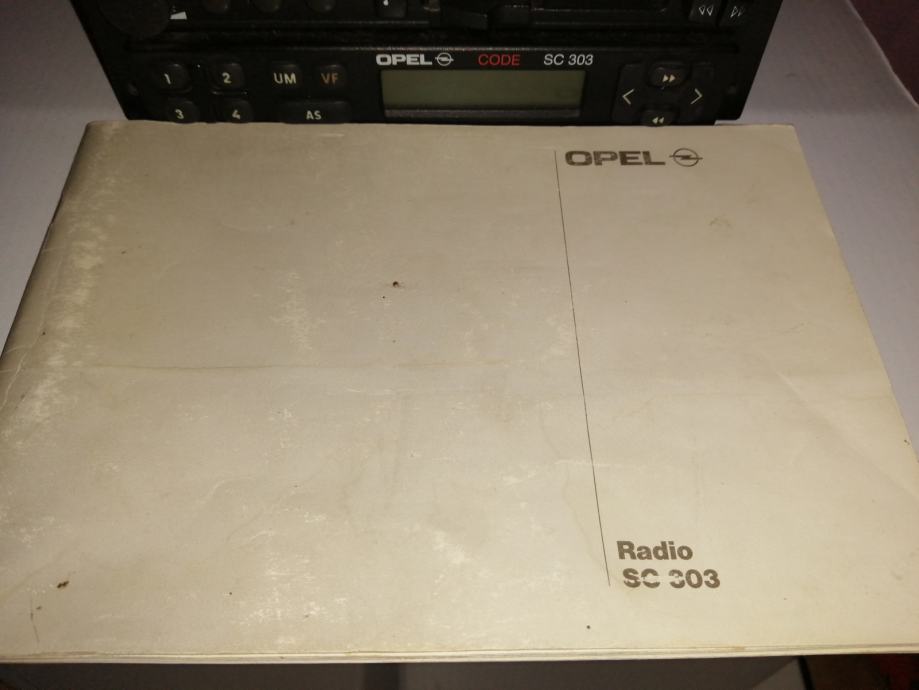 1 2 UM VF
OPEL CODE SC 303
3 4 AS
OPEL
Radio
SC 303